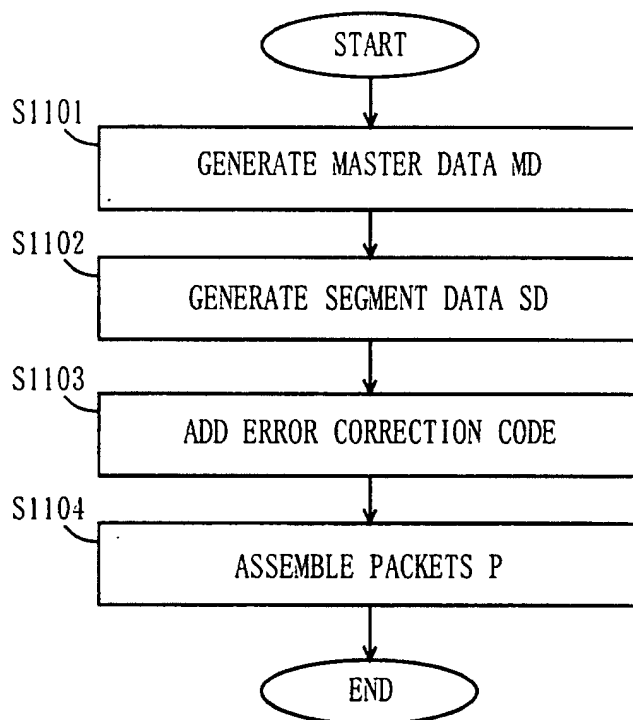 START
S1101
GENERATE MASTER DATA MD
S1102
GENERATE SEGMENT DATA SD
S1103
ADD ERROR CORRECTION CODE
S1104
ASSEMBLE PACKETS P
END